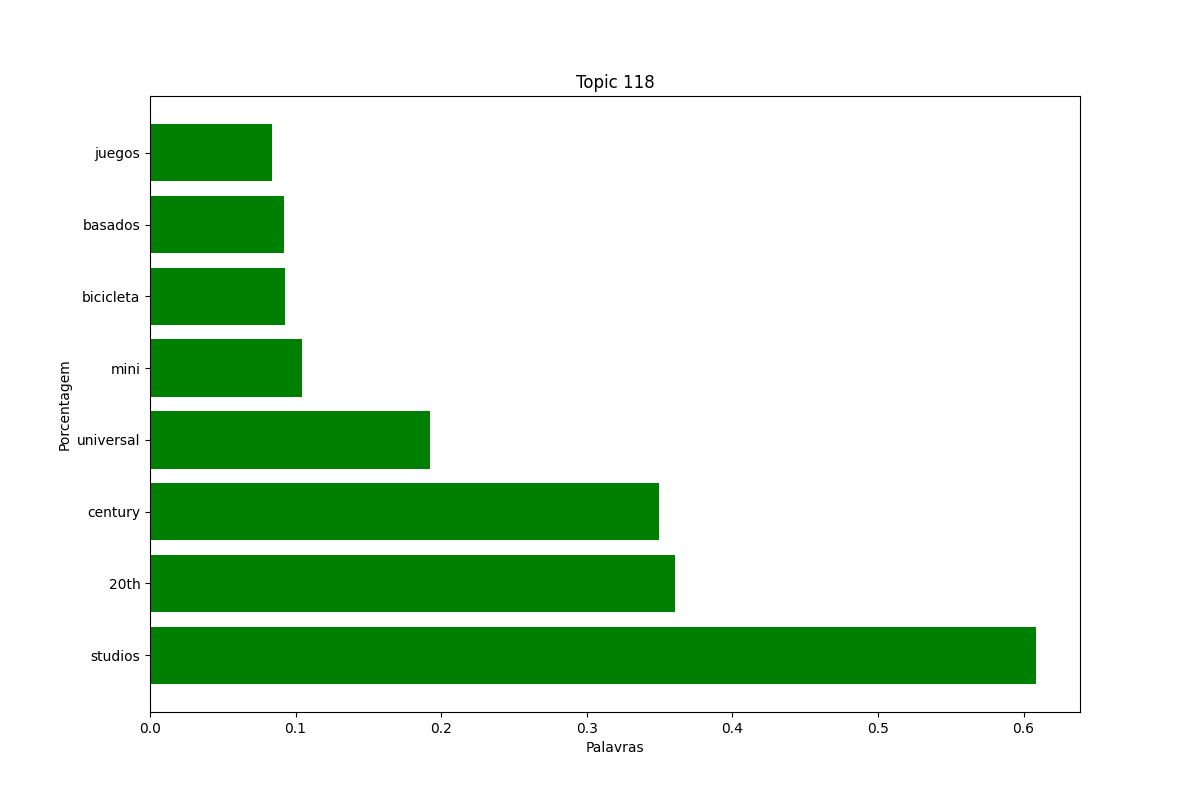 Topic 118
juegos
basados
bicicleta
mini
universal
century
20th
studios
Porcentagem
0.0 0.1 0.2 0.3 0.4 0.5 0.6
Palavras